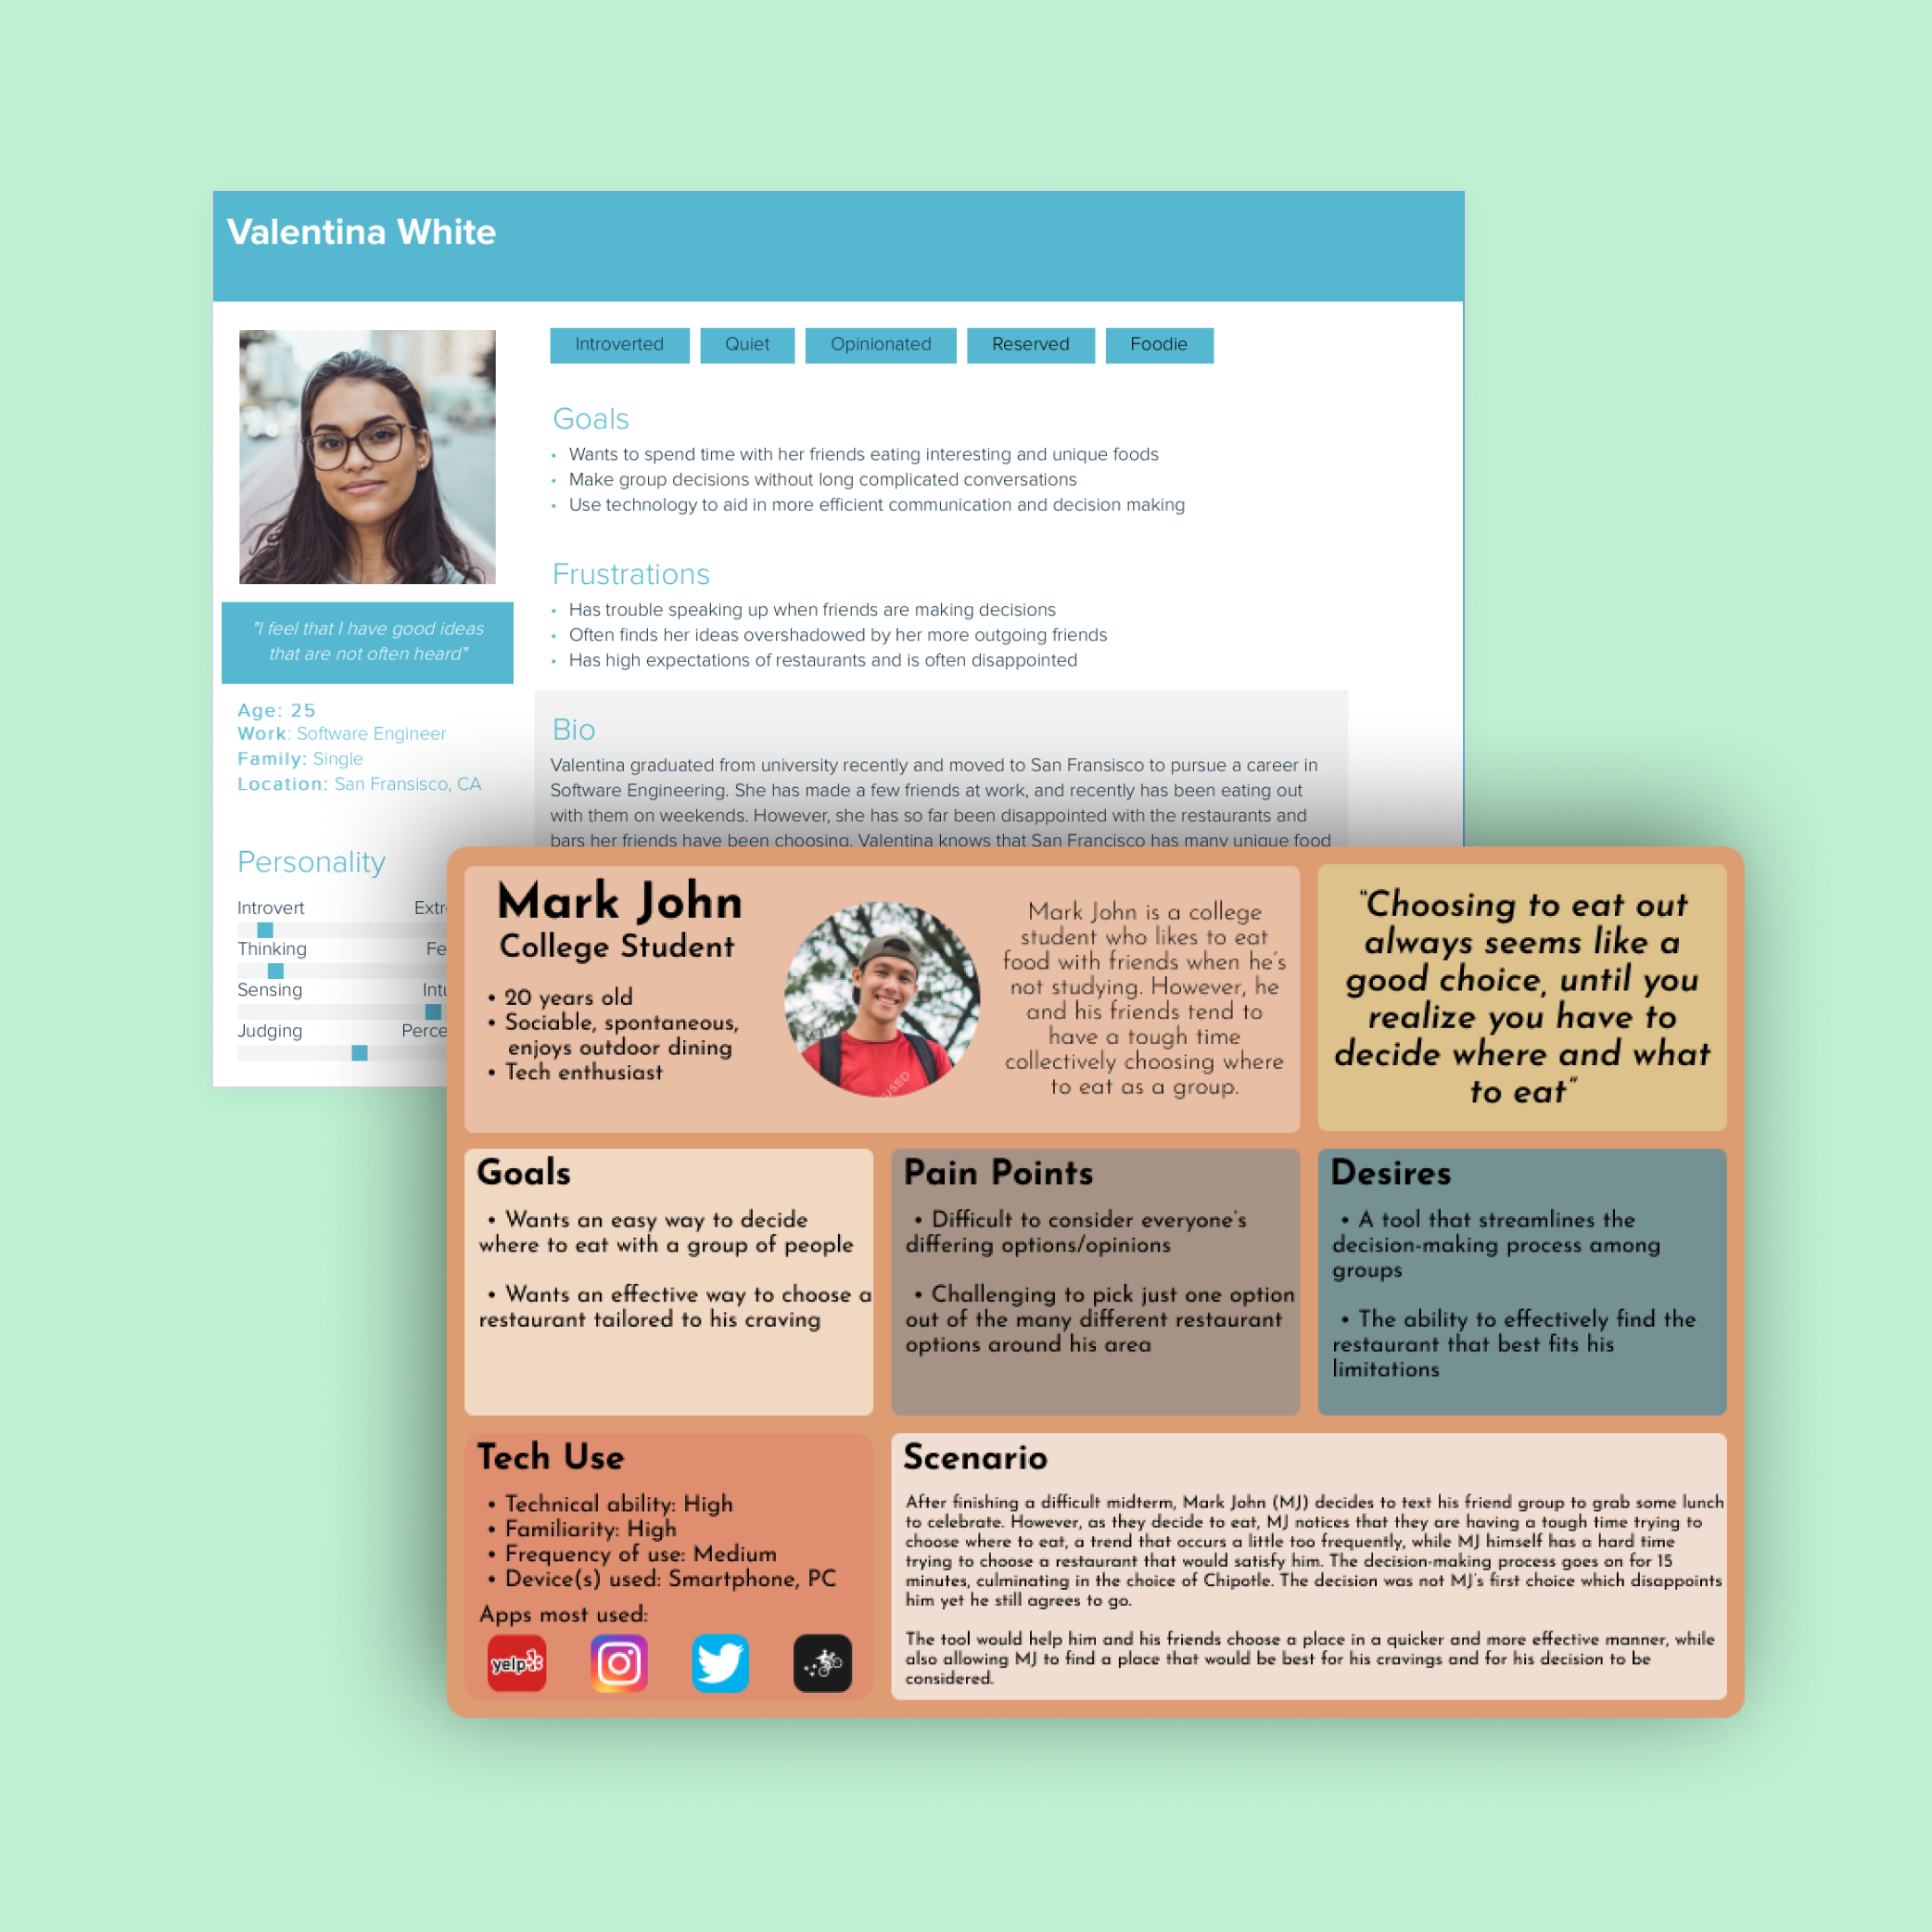 Valentina White
Introverted
Quiet
Opinionated
Reserved
Foodie
Goals
• Wants to spend time with her friends eating interesting and unique foods
• Make group decisions without long complicated conversations
• Use technology to aid in more efficient communication and decision making
Frustrations
• Has trouble speaking up when friends are making decisions
• Often finds her ideas overshadowed by her more outgoing friends
• Has high expectations of restaurants and is often disappointed
"I feel that I have good ideas
that are not often heard"
Age: 25
Work: Software Engineer
Family: Single
Location: San Fransisco, CA
Bio
Valentina graduated from university recently and moved to San Fransisco to pursue a career in
Software Engineering. She has made a few friends at work, and recently has been eating out
with them on weekends. However, she has so far been disappointed with the restaurants and
bars her friends have been choosing. Valentina knows that San Francisco has many unique food
Personality
Introvert
Thinking
Sensing
Judging
Mark John
College Student
• 20 years old
• Sociable, spontaneous,
enjoys outdoor dining
• Tech enthusiast
Mark John is a college
student who likes to eat
food with friends when he's
not studying. However, he
and his friends tend to
have a tough time
collectively choosing where
to eat as a group.
"Choosing to eat out
always seems like a
good choice, until you
realize you have to
decide where and what
to eat"
Goals
• Wants an easy way to decide
where to eat with a group of people
• Wants an effective way to choose a
restaurant tailored to his craving
Pain Points
• Difficult to consider everyone's
differing options/opinions
• Challenging to pick just one option
out of the many different restaurant
options around his area
Desires
• A tool that streamlines the
decision-making process among
groups
• The ability to effectively find the
restaurant that best fits his
limitations
Tech Use
• Technical ability: High
• Familiarity: High
• Frequency of use: Medium
• Device(s) used: Smartphone, PC
Apps most used:
yelp
Scenario
After finishing a difficult midterm, Mark John (MJ) decides to text his friend group to grab some lunch
to celebrate. However, as they decide to eat, MJ notices that they are having a tough time trying to
choose where to eat, a trend that occurs a little too frequently, while MJ himself has a hard time
trying to choose a restaurant that would satisfy him. The decision-making process goes on for 15
minutes, culminating in the choice of Chipotle. The decision was not MJ's first choice which disappoints
him yet he still agrees to go.
The tool would help him and his friends choose a place in a quicker and more effective manner, while
also allowing MJ to find a place that would be best for his cravings and for his decision to be
considered.